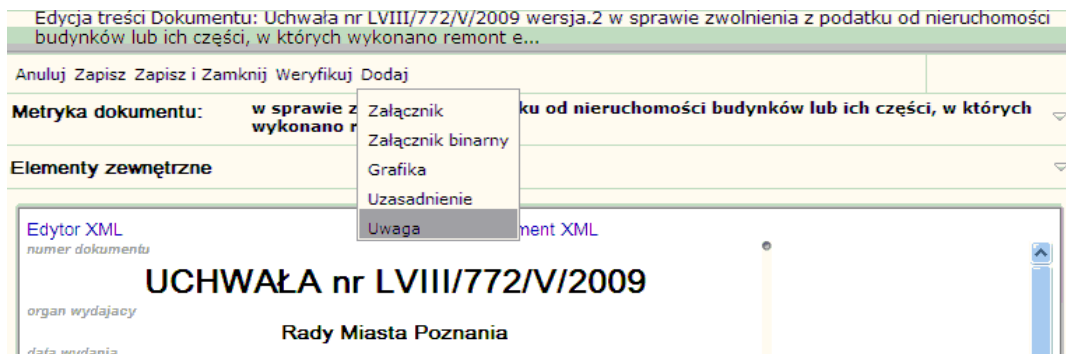 Edycja treści Dokumentu: Uchwała nr LVIII/772/V/2009 wersja.2 w sprawie zwolnienia z podatku od nieruchomości
budynków lub ich części, w których wykonano remont e...
Anuluj Zapisz Zapisz i Zamknij Weryfikuj Dodaj
Metryka dokumentu: w sprawie z ku od nieruchomości budynków lub ich części, w których
wykonano r
Załącznik
Załącznik binarny
Grafika
Uzasadnienie
Uwaga
Elementy zewnętrzne
Edytor XML ment XML
numer dokumentu
UCHWAŁA nr LVIII/772/V/2009
organ wydajacy
Rady Miasta Poznania
data wydania